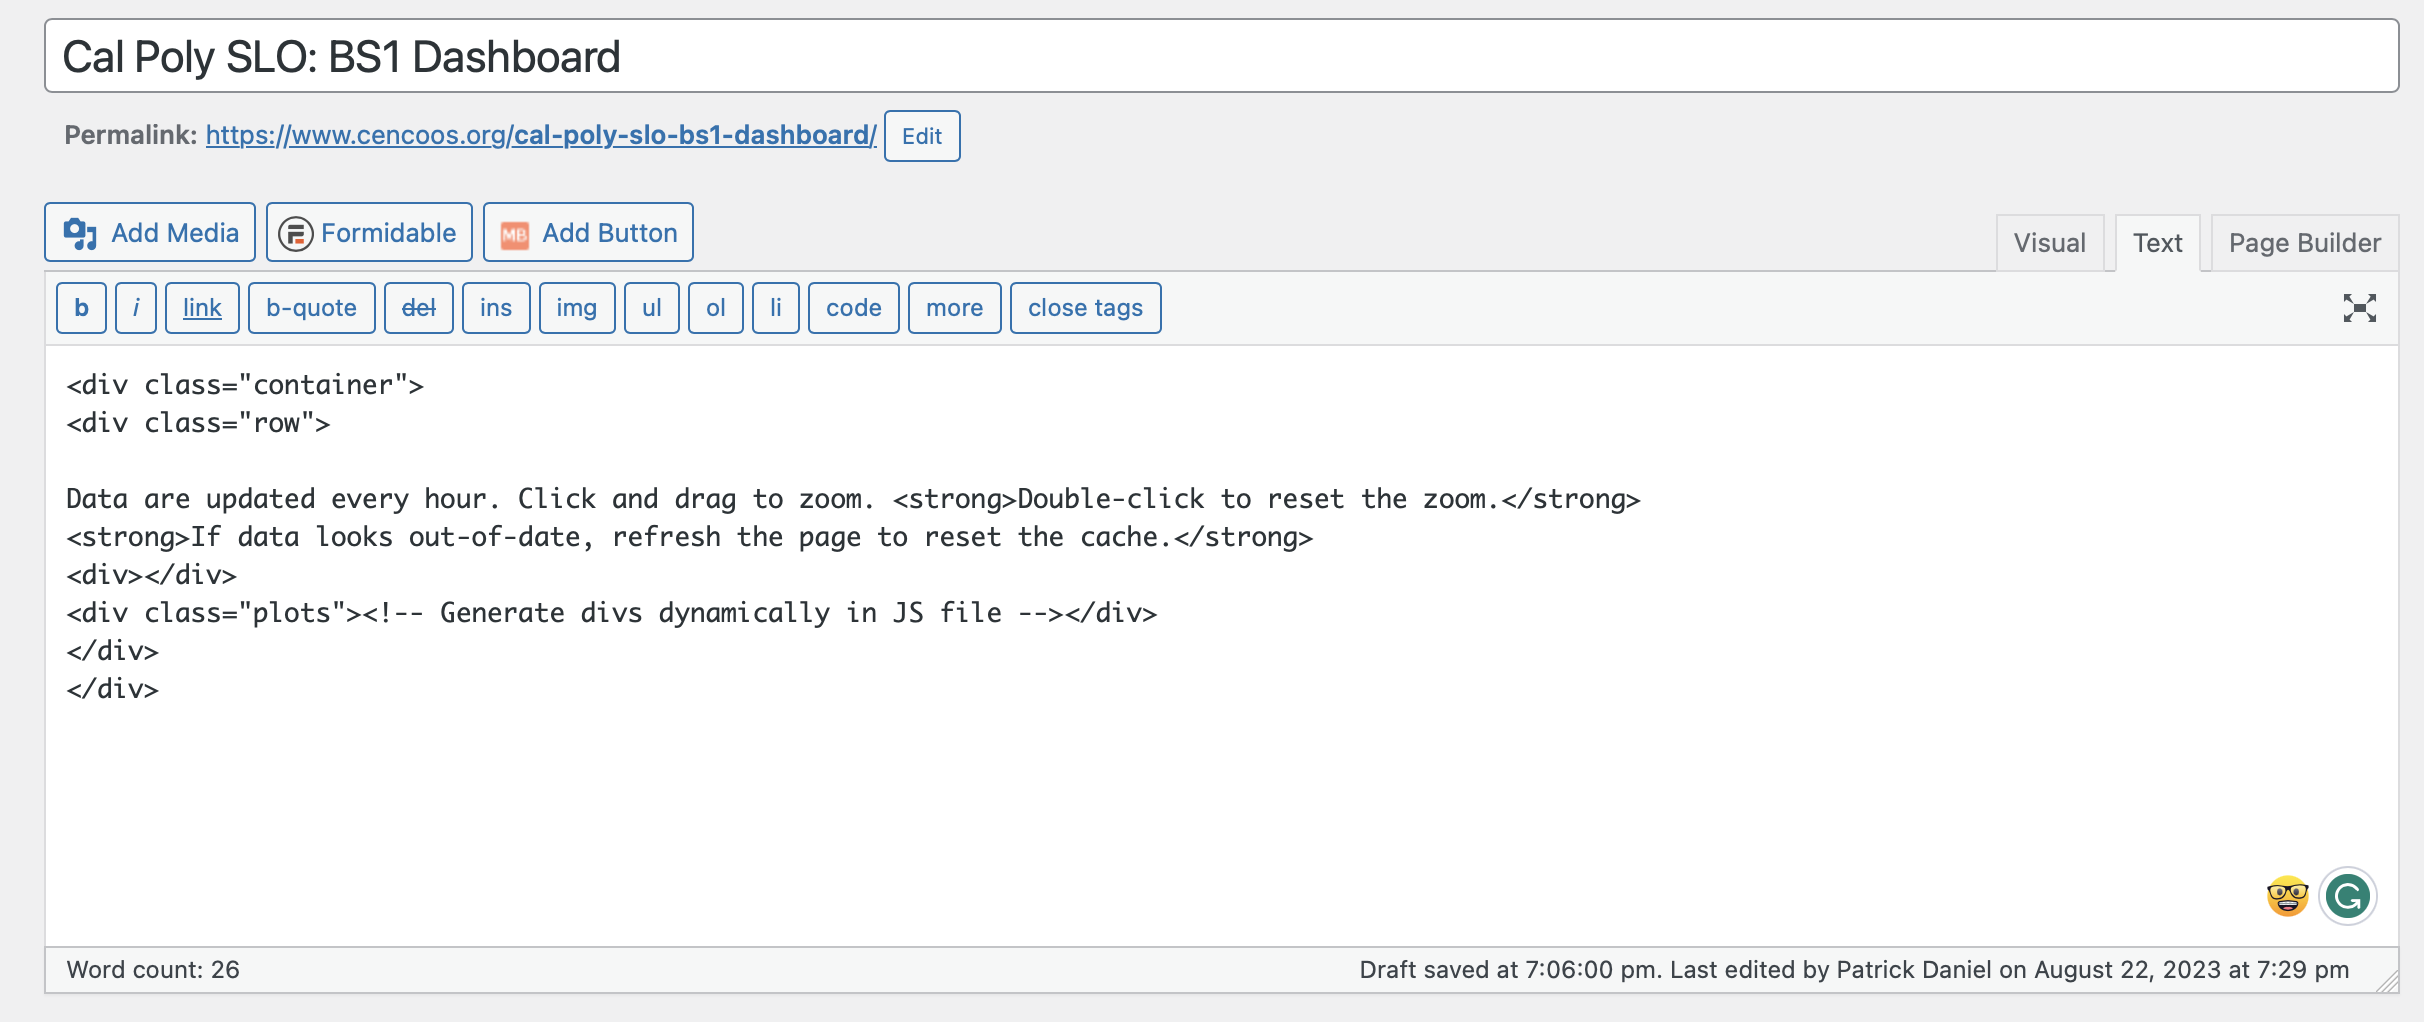 Cal Poly SLO: BS1 Dashboard
Permalink: https://www.cencoos.org/cal-poly-slo-bs1-dashboard/ Edit
Add Media Formidable MB Add Button Visual Text Page Builder
b i link b-quote del ins img ul ol li code more close tags
<div class="container">
<div class="row">
Data are updated every hour. Click and drag to zoom. <strong>Double-click to reset the zoom.</strong>
<strong>If data looks out-of-date, refresh the page to reset the cache.</strong>
<div></div>
<div class="plots"><!-- Generate divs dynamically in JS file --></div>
</div>
</div>
Word count: 26 Draft saved at 7:06:00 pm. Last edited by Patrick Daniel on August 22, 2023 at 7:29 pm